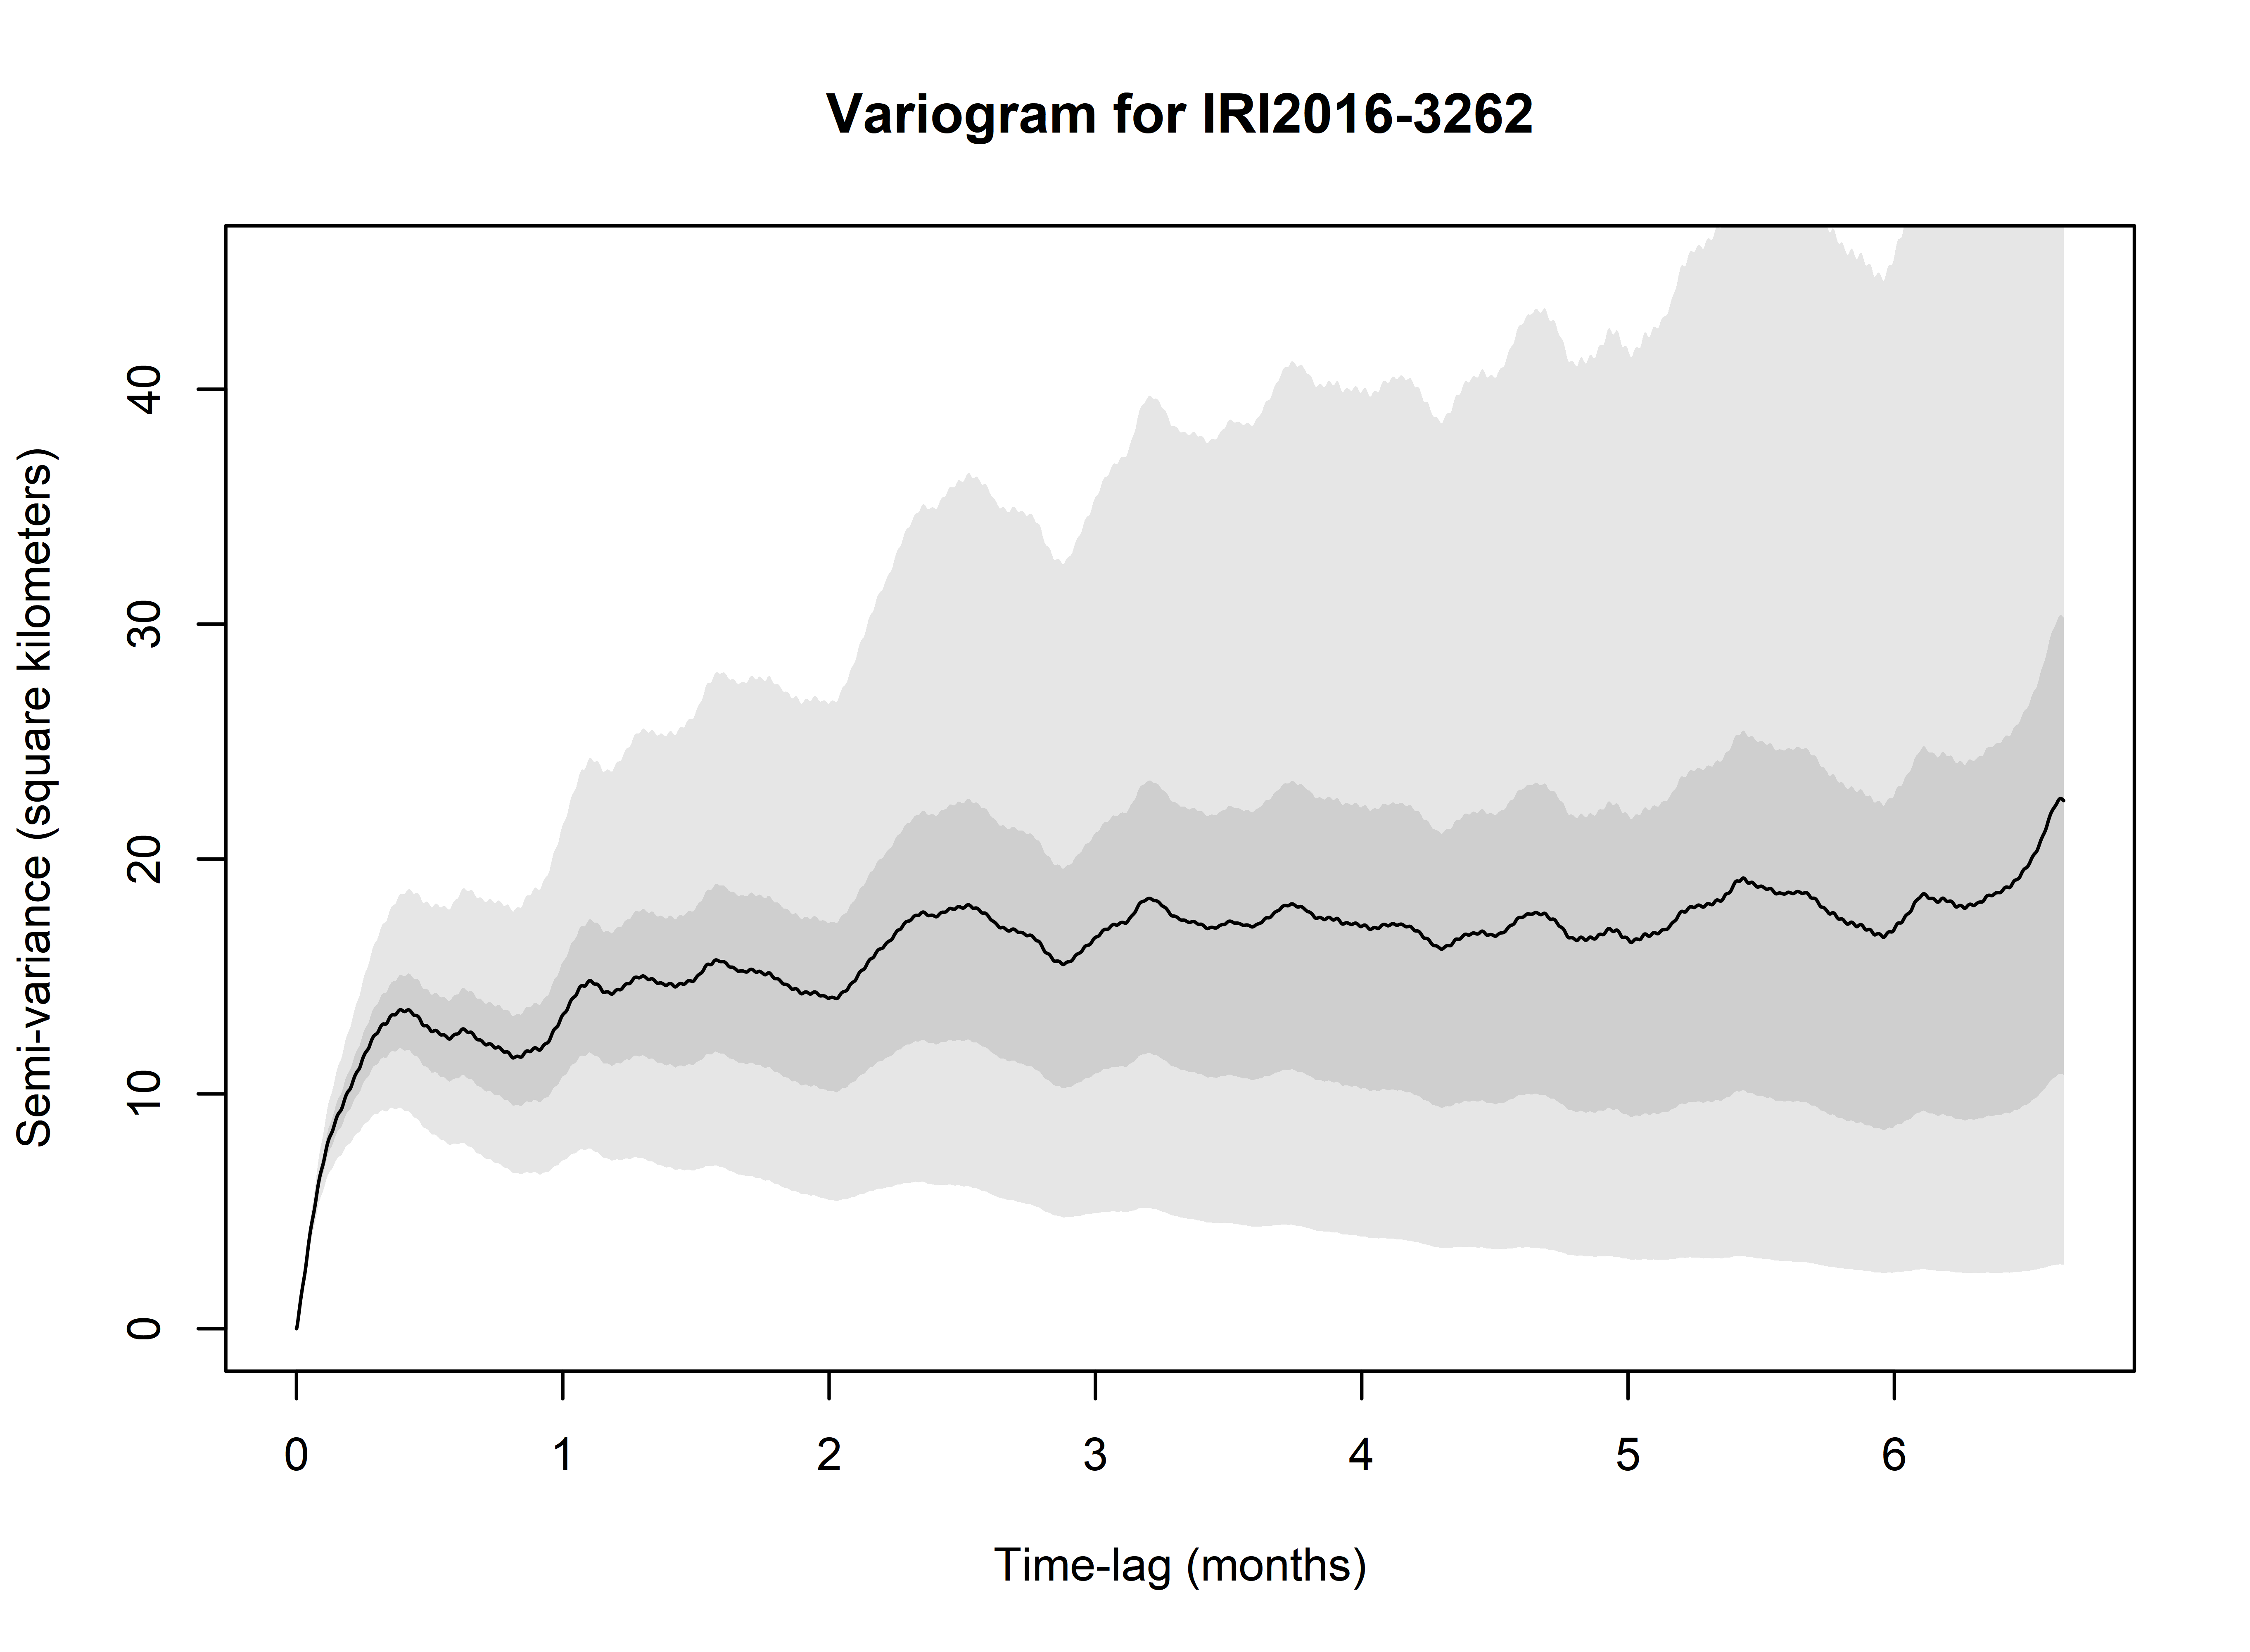 Variogram for IRI2016-3262
Semi-variance (square kilometers)
40
30
20
10
0
0 1 2 3 4 5 6
Time-lag (months)